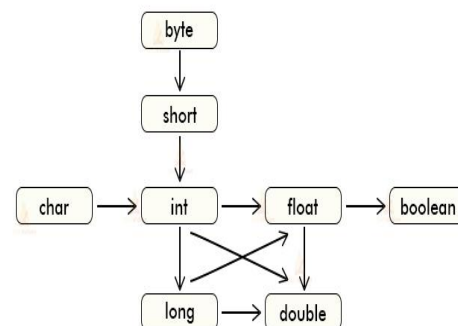 byte
short
char int float boolean
long double